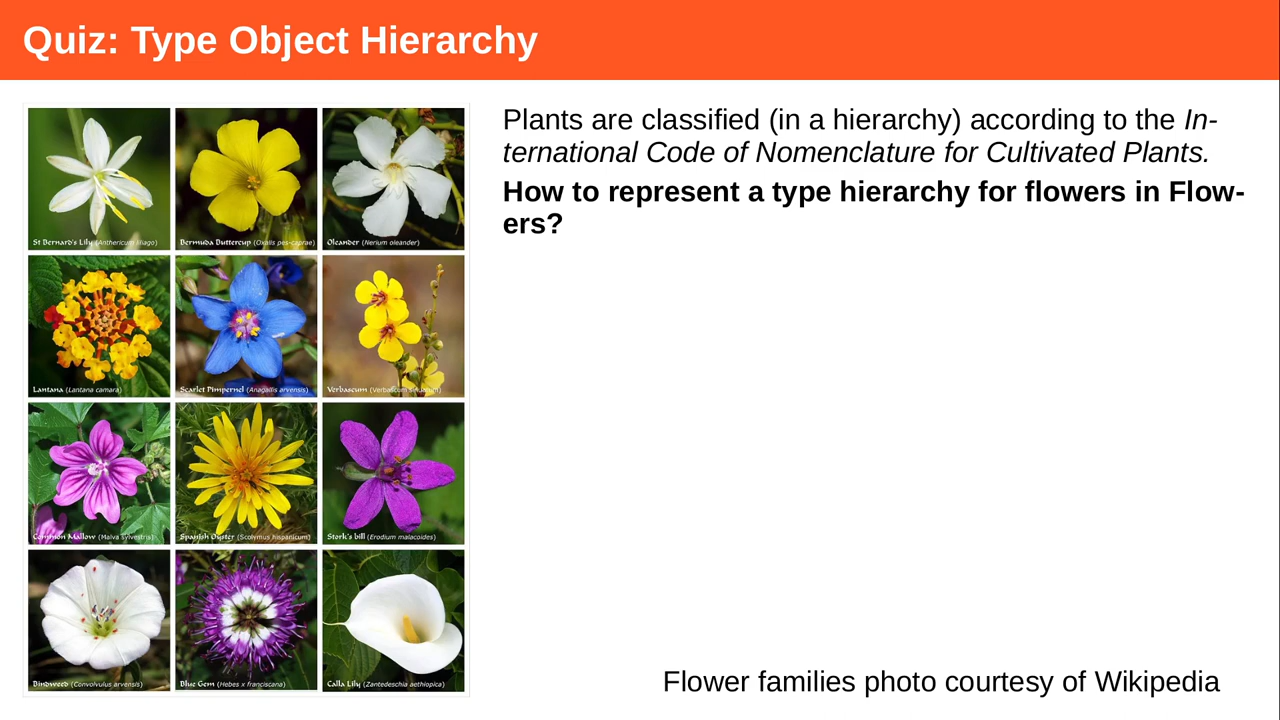 Quiz: Type Object Hierarchy
Plants are classified (in a hierarchy) according to the In-
ternational Code of Nomenclature for Cultivated Plants.
How to represent a type hierarchy for flowers in Flow-
ers?
St Bernard's Lily (Anthericum liliago)
Bermuda Buttercup (Oxalis pes-caprae)
Oleander (Nerium oleander)
Lantana (Lantana camara)
Scarlet Pimpernel (Anagallis arvensis)
Verbascum (Verbascum
Common Mallow (Malva sylvestris)
Spanish Oyster (Scolymus hispanicum)
Stork's bill (Erodium malacoides)
Bindweed (Convolvulus arvensis)
Blue Gem (Hebes x franciscana)
Calla Lily (Zantedeschia aethiopica)
Flower families photo courtesy of Wikipedia